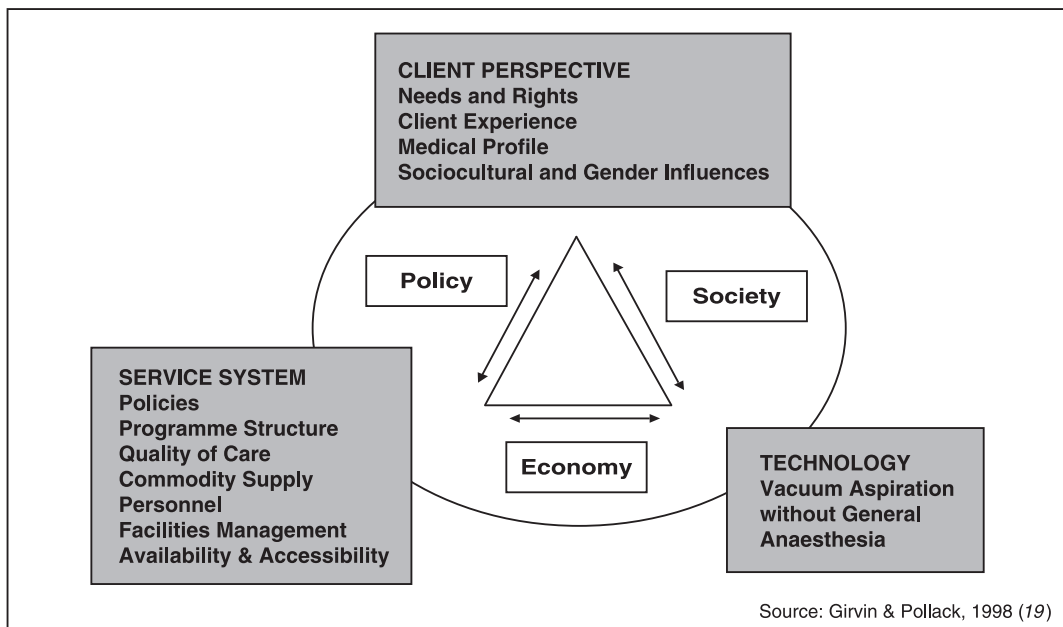 CLIENT PERSPECTIVE
Needs and Rights
Client Experience
Medical Profile
Sociocultural and Gender Influences
Policy
Society
SERVICE SYSTEM
Policies
Programme Structure
Quality of Care
Commodity Supply
Personnel
Facilities Management
Availability & Accessibility
Economy
TECHNOLOGY
Vacuum Aspiration
without General
Anaesthesia
Source: Girvin & Pollack, 1998 (19)